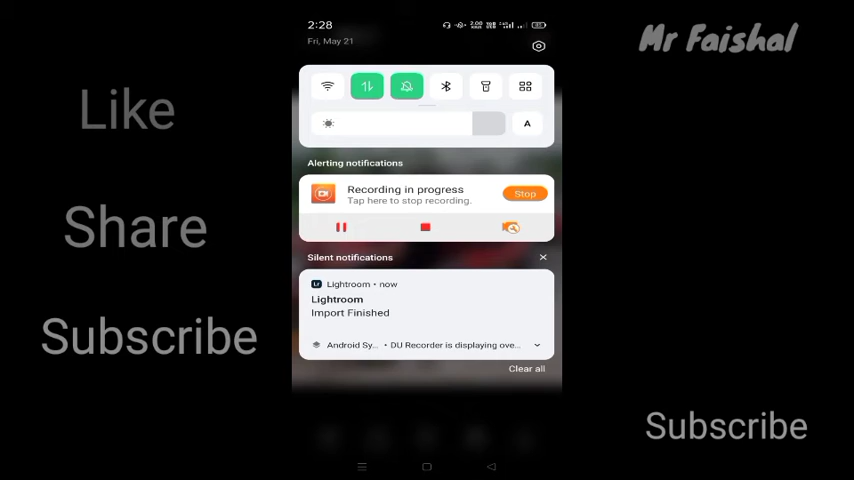 2:28
Fri, May 21
Mr Faishal
Like
Share
Subscribe
A
Alerting notifications
Recording in progress
Stop
Tap here to stop recording.
Silent notifications
Lightroom • now
Lightroom
Import Finished
Android Sy... • DU Recorder is displaying ove...
Clear all
Subscribe